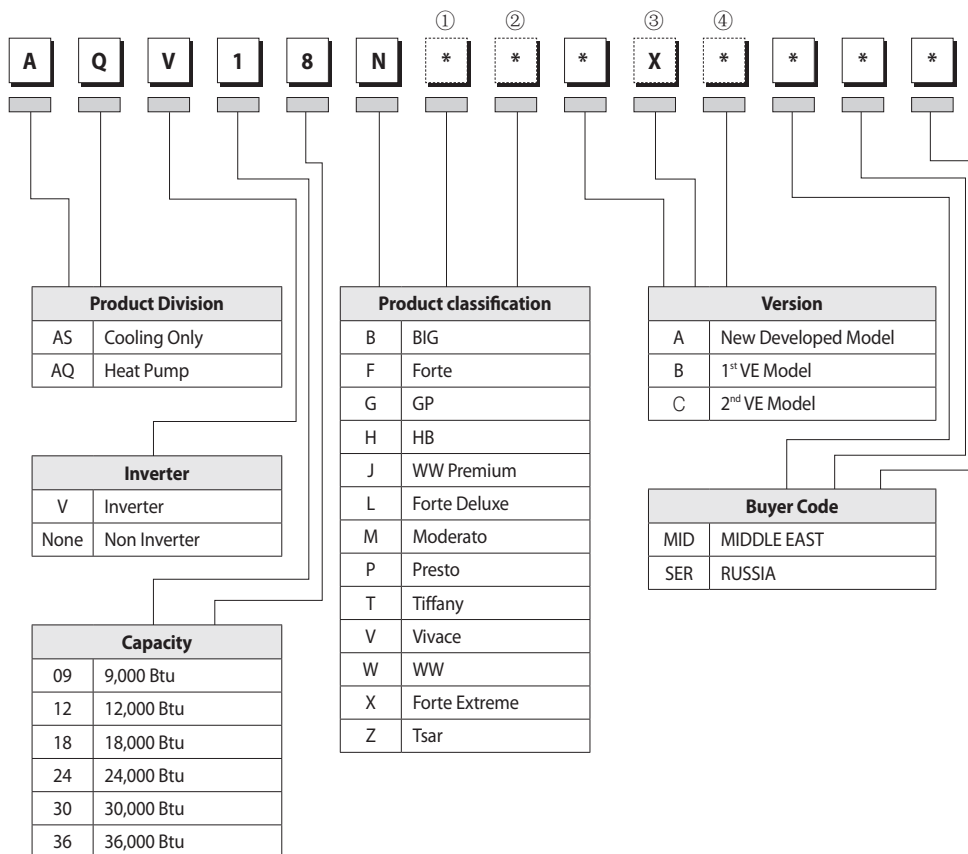 ① ② ③ ④
A Q V 1 8 N * * * X * * * *
Product Division
AS Cooling Only
AQ Heat Pump
Inverter
V Inverter
None Non Inverter
Capacity
09 9,000 Btu
12 12,000 Btu
18 18,000 Btu
24 24,000 Btu
30 30,000 Btu
36 36,000 Btu
Product classification
B BIG
F Forte
G GP
H HB
J WW Premium
L Forte Deluxe
M Moderato
P Presto
T Tiffany
V Vivace
W WW
X Forte Extreme
Z Tsar
Version
A New Developed Model
B 1st VE Model
C 2nd VE Model
Buyer Code
MID MIDDLE EAST
SER RUSSIA